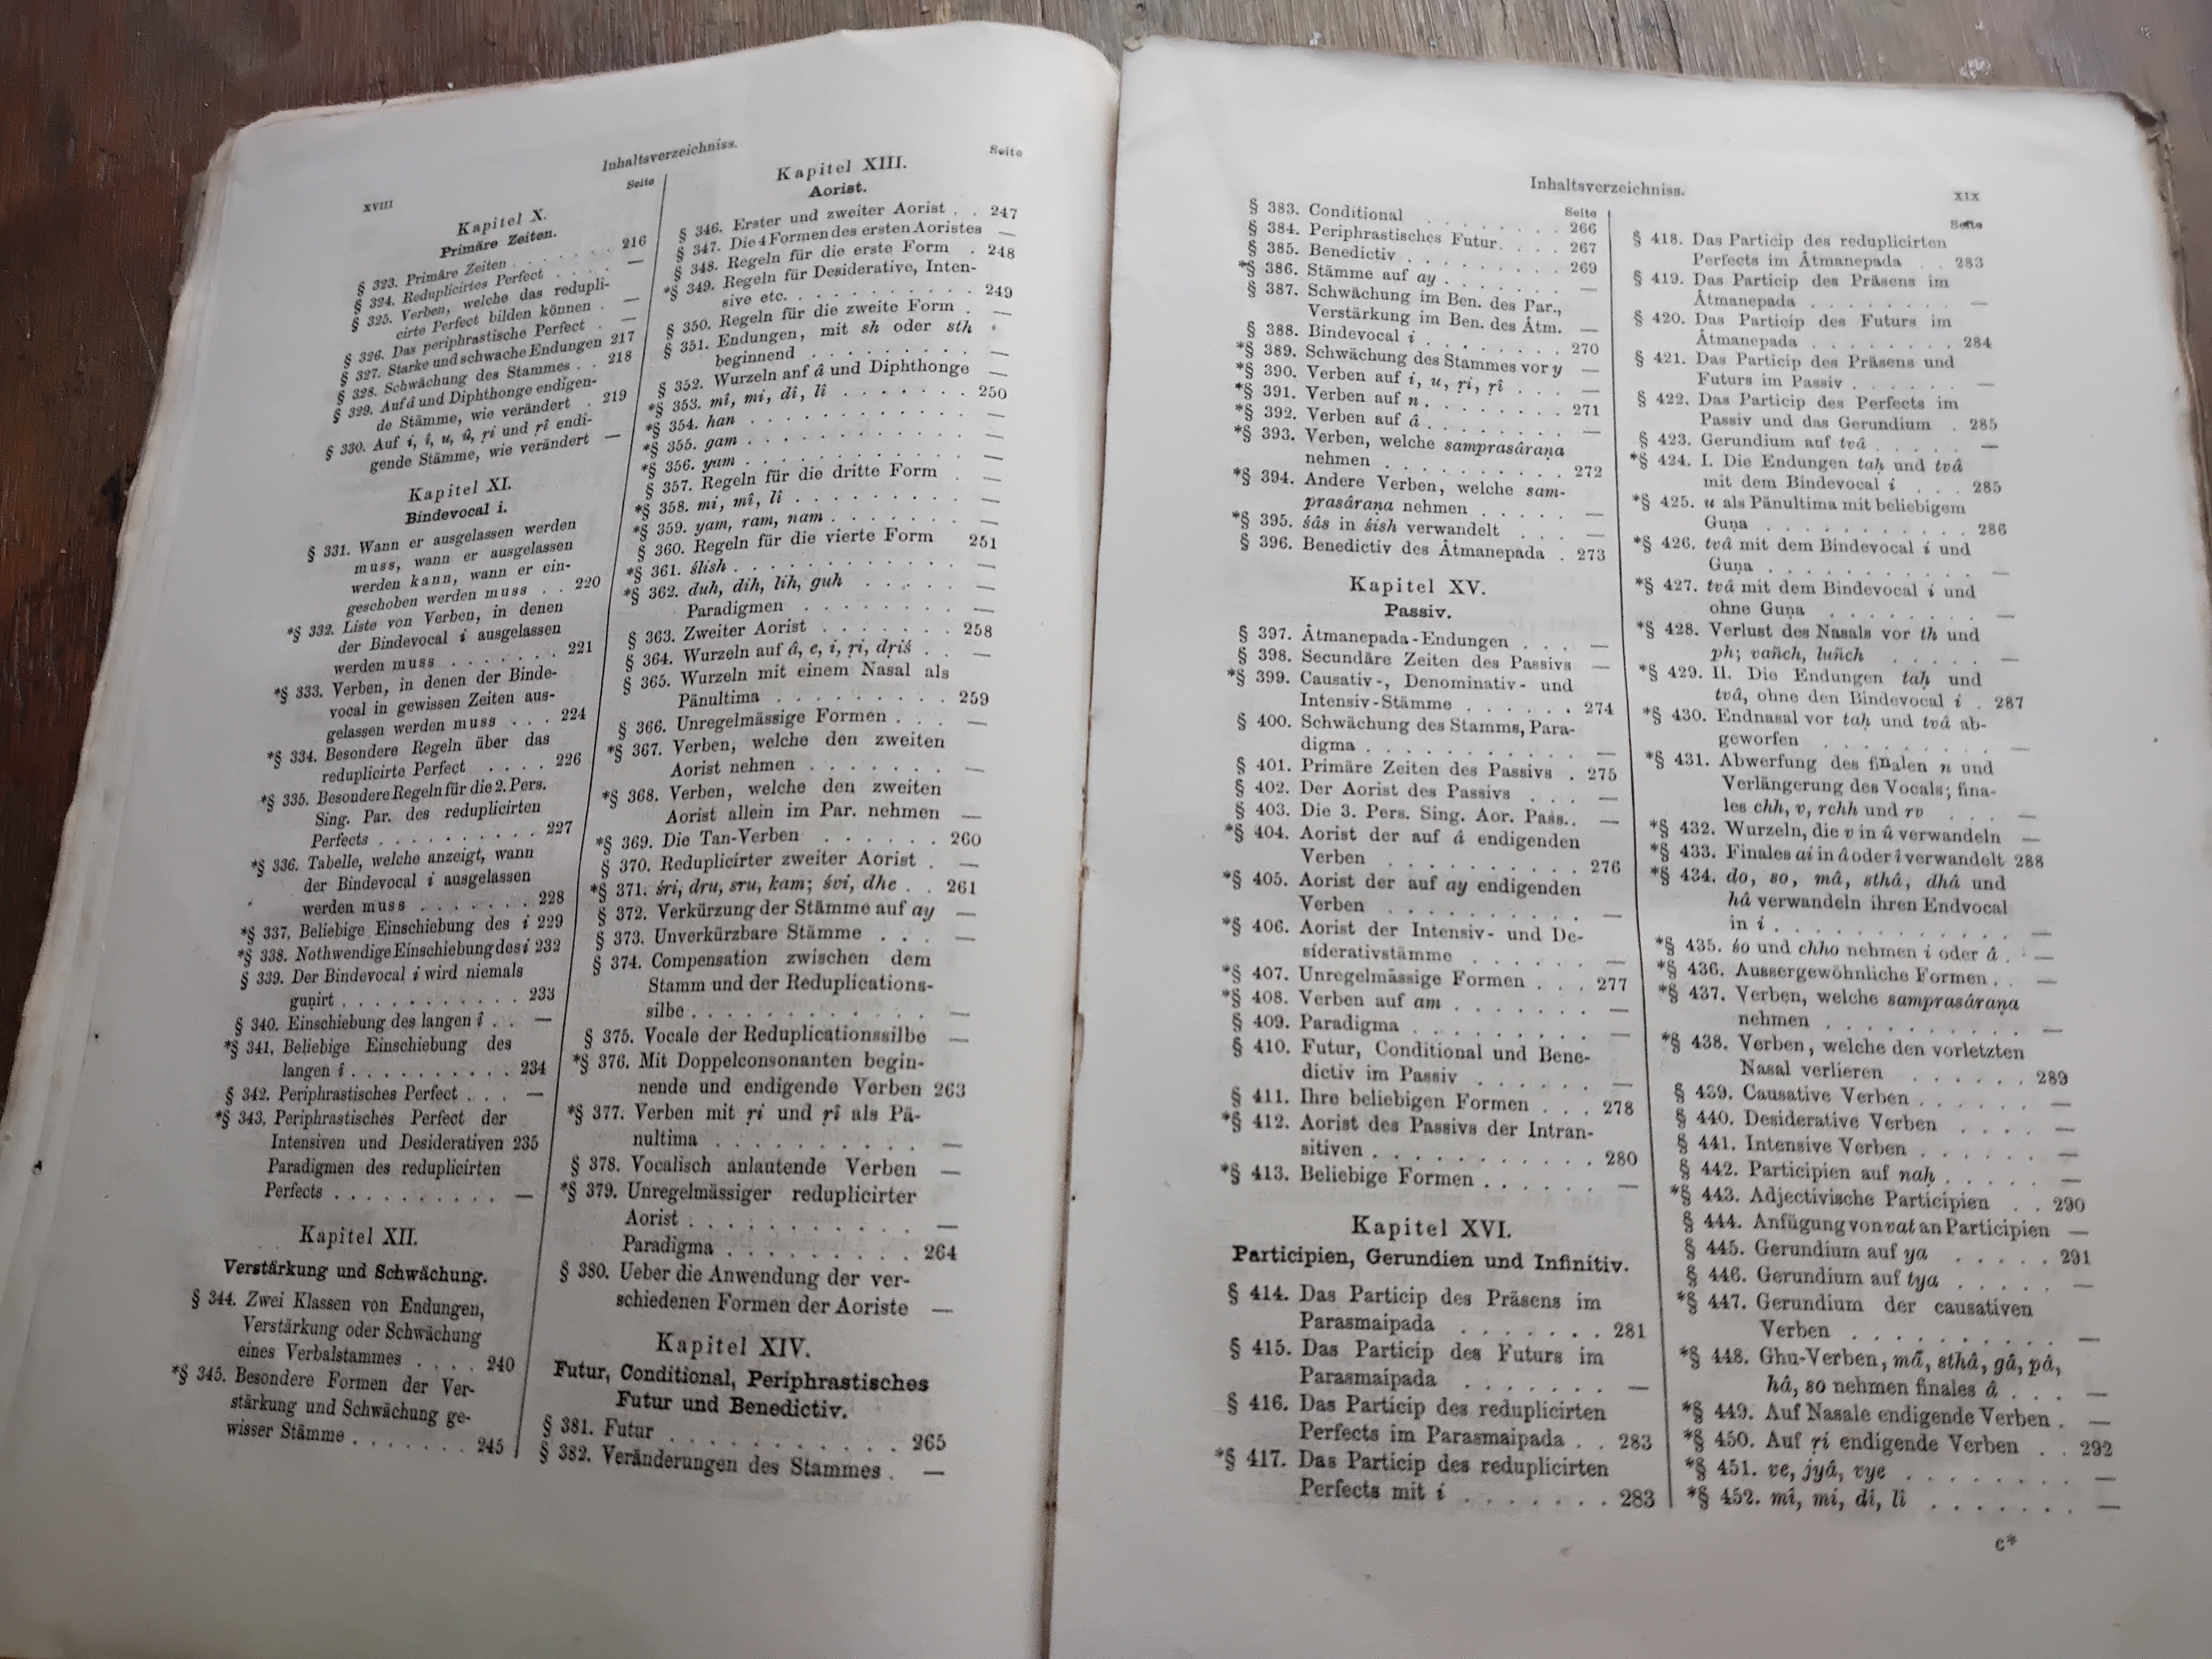 XVIII
Inhaltsverzeichniss.
Seite
Kapitel X.
Primäre Zeiten.
§ 323. Primäre Zeiten . . . . . . . 216
§ 324. Reduplicirtes Perfect . . . . —
§ 325. Verben, welche das redupli-
cirte Perfect bilden können . —
§ 326. Das periphrastische Perfect . —
§ 327. Starke und schwache Endungen 217
§ 328. Schwächung des Stammes . . 218
§ 329. Auf â und Diphthonge endigen-
de Stämme, wie verändert . 219
§ 330. Auf i, î, u, û, ṛi und ṛî endi-
gende Stämme, wie verändert —
Kapitel XI.
Bindevocal i.
§ 331. Wann er ausgelassen werden
muss, wann er ausgelassen
werden kann, wann er ein-
geschoben werden muss . . 220
*§ 332. Liste von Verben, in denen
der Bindevocal i ausgelassen
werden muss . . . . . . . 221
*§ 333. Verben, in denen der Binde-
vocal in gewissen Zeiten aus-
gelassen werden muss . . . 224
*§ 334. Besondere Regeln über das
reduplicirte Perfect . . . . 226
*§ 335. Besondere Regeln für die 2. Pers.
Sing. Par. des reduplicirten
Perfects . . . . . . . . . 227
*§ 336. Tabelle, welche anzeigt, wann
der Bindevocal i ausgelassen
werden muss . . . . . . . 228
*§ 337. Beliebige Einschiebung des i 229
*§ 338. Nothwendige Einschiebung des i 232
§ 339. Der Bindevocal i wird niemals
guṇirt . . . . . . . . . . . 233
§ 340. Einschiebung des langen î . . —
*§ 341. Beliebige Einschiebung des
langen î . . . . . . . . . . 234
§ 342. Periphrastisches Perfect . . . —
*§ 343. Periphrastisches Perfect der
Intensiven und Desiderativen 235
Paradigmen des reduplicirten
Perfects . . . . . . . . . . —
Kapitel XII.
Verstärkung und Schwächung.
§ 344. Zwei Klassen von Endungen,
Verstärkung oder Schwächung
eines Verbalstammes . . . . 240
*§ 345. Besondere Formen der Ver-
stärkung und Schwächung ge-
wisser Stämme . . . . . . . 245
Seite
Kapitel XIII.
Aorist.
§ 346. Erster und zweiter Aorist . . 247
§ 347. Die 4 Formen des ersten Aoristes —
§ 348. Regeln für die erste Form . 248
*§ 349. Regeln für Desiderative, Inten-
sive etc. . . . . . . . . . . 249
§ 350. Regeln für die zweite Form . —
§ 351. Endungen, mit sh oder sth
beginnend . . . . . . . . . —
§ 352. Wurzeln auf â und Diphthonge —
*§ 353. mî, mi, dî, lî . . . . . . . 250
*§ 354. han . . . . . . . . . . . . —
*§ 355. gam . . . . . . . . . . . . —
*§ 356. yam . . . . . . . . . . . . —
§ 357. Regeln für die dritte Form . —
*§ 358. mi, mî, lî . . . . . . . . . —
*§ 359. yam, ram, nam . . . . . . . —
§ 360. Regeln für die vierte Form 251
*§ 361. ślish . . . . . . . . . . . . —
*§ 362. duh, dih, lih, guh . . . . . —
Paradigmen . . . . . . . . —
§ 363. Zweiter Aorist . . . . . . . 258
§ 364. Wurzeln auf â, e, i, ṛi, dṛiś . . —
§ 365. Wurzeln mit einem Nasal als
Pänultima . . . . . . . . . 259
§ 366. Unregelmässige Formen . . . —
*§ 367. Verben, welche den zweiten
Aorist nehmen . . . . . . . —
*§ 368. Verben, welche den zweiten
Aorist allein im Par. nehmen —
*§ 369. Die Tan-Verben . . . . . . 260
§ 370. Reduplicirter zweiter Aorist . —
*§ 371. śri, dru, sru, kam; śvi, dhe . . 261
§ 372. Verkürzung der Stämme auf ay —
§ 373. Unverkürzbare Stämme . . . —
§ 374. Compensation zwischen dem
Stamm und der Reduplications-
silbe . . . . . . . . . . . . —
§ 375. Vocale der Reduplicationssilbe —
*§ 376. Mit Doppelconsonanten begin-
nende und endigende Verben 263
*§ 377. Verben mit ṛi und ṛî als Pä-
nultima . . . . . . . . . . —
§ 378. Vocalisch anlautende Verben —
*§ 379. Unregelmässiger reduplicirter
Aorist . . . . . . . . . . . —
Paradigma . . . . . . . . . 264
§ 380. Ueber die Anwendung der ver-
schiedenen Formen der Aoriste —
Kapitel XIV.
Futur, Conditional, Periphrastisches
Futur und Benedictiv.
§ 381. Futur . . . . . . . . . . . 265
§ 382. Veränderungen des Stammes . —
Inhaltsverzeichniss.
XIX
Seite
§ 383. Conditional . . . . . . . . 266
§ 384. Periphrastisches Futur . . . . 267
§ 385. Benedictiv . . . . . . . . . 269
*§ 386. Stämme auf ay . . . . . . . —
§ 387. Schwächung im Ben. des Par.,
Verstärkung im Ben. des Âtm. —
§ 388. Bindevocal i . . . . . . . . 270
*§ 389. Schwächung des Stammes vor y —
*§ 390. Verben auf i, u, ṛi, ṛî . . . —
*§ 391. Verben auf n . . . . . . . . 271
*§ 392. Verben auf â . . . . . . . . —
*§ 393. Verben, welche samprasâraṇa
nehmen . . . . . . . . . . 272
*§ 394. Andere Verben, welche sam-
prasâraṇa nehmen . . . . . —
*§ 395. śâs in śish verwandelt . . . —
§ 396. Benedictiv des Âtmanepada . 273
Kapitel XV.
Passiv.
§ 397. Âtmanepada-Endungen . . . —
§ 398. Secundäre Zeiten des Passivs —
*§ 399. Causativ-, Denominativ- und
Intensiv-Stämme . . . . . . 274
§ 400. Schwächung des Stamms, Para-
digma . . . . . . . . . . . —
§ 401. Primäre Zeiten des Passivs . 275
§ 402. Der Aorist des Passivs . . . —
§ 403. Die 3. Pers. Sing. Aor. Pass. . —
*§ 404. Aorist der auf â endigenden
Verben . . . . . . . . . . 276
*§ 405. Aorist der auf ay endigenden
Verben . . . . . . . . . . —
*§ 406. Aorist der Intensiv- und De-
siderativstämme . . . . . . —
*§ 407. Unregelmässige Formen . . . 277
*§ 408. Verben auf am . . . . . . . —
§ 409. Paradigma . . . . . . . . . —
§ 410. Futur, Conditional und Bene-
dictiv im Passiv . . . . . . —
§ 411. Ihre beliebigen Formen . . . 278
*§ 412. Aorist des Passivs der Intran-
sitiven . . . . . . . . . . . 280
*§ 413. Beliebige Formen . . . . . . —
Kapitel XVI.
Participien, Gerundien und Infinitiv.
§ 414. Das Particip des Präsens im
Parasmaipada . . . . . . . 281
§ 415. Das Particip des Futurs im
Parasmaipada . . . . . . . —
§ 416. Das Particip des reduplicirten
Perfects im Parasmaipada . . 283
*§ 417. Das Particip des reduplicirten
Perfects mit i . . . . . . . 283
Seite
§ 418. Das Particip des reduplicirten
Perfects im Âtmanepada . . 283
§ 419. Das Particip des Präsens im
Âtmanepada . . . . . . . . —
§ 420. Das Particip des Futurs im
Âtmanepada . . . . . . . . 284
§ 421. Das Particip des Präsens und
Futurs im Passiv . . . . . . —
§ 422. Das Particip des Perfects im
Passiv und das Gerundium . 285
§ 423. Gerundium auf tvâ . . . . . —
*§ 424. I. Die Endungen taḥ und tvâ
mit dem Bindevocal i . . . 285
*§ 425. u als Pänultima mit beliebigem
Guṇa . . . . . . . . . . . 286
*§ 426. tvâ mit dem Bindevocal i und
Guṇa . . . . . . . . . . . —
*§ 427. tvâ mit dem Bindevocal i und
ohne Guṇa . . . . . . . . —
*§ 428. Verlust des Nasals vor th und
ph; vañch, luñch . . . . . —
*§ 429. II. Die Endungen taḥ und
tvâ, ohne den Bindevocal i . 287
*§ 430. Endnasal vor taḥ und tvâ ab-
geworfen . . . . . . . . . —
*§ 431. Abwerfung des finalen n und
Verlängerung des Vocals; fina-
les chh, v, rchh und rv . . . —
*§ 432. Wurzeln, die v in û verwandeln —
*§ 433. Finales ai in â oder î verwandelt 288
*§ 434. do, so, mâ, sthâ, dhâ und
hâ verwandeln ihren Endvocal
in i . . . . . . . . . . . . —
*§ 435. śo und chho nehmen i oder â . —
*§ 436. Aussergewöhnliche Formen . . —
*§ 437. Verben, welche samprasâraṇa
nehmen . . . . . . . . . . —
*§ 438. Verben, welche den vorletzten
Nasal verlieren . . . . . . 289
§ 439. Causative Verben . . . . . . —
§ 440. Desiderative Verben . . . . —
§ 441. Intensive Verben . . . . . . —
§ 442. Participien auf naḥ . . . . . —
*§ 443. Adjectivische Participien . . 290
§ 444. Anfügung von vat an Participien —
§ 445. Gerundium auf ya . . . . . 291
§ 446. Gerundium auf tya . . . . . —
*§ 447. Gerundium der causativen
Verben . . . . . . . . . . —
*§ 448. Ghu-Verben, mâ, sthâ, gâ, pâ,
hâ, so nehmen finales â . . . —
*§ 449. Auf Nasale endigende Verben . —
*§ 450. Auf ṛi endigende Verben . . 292
*§ 451. ve, jyâ, vye . . . . . . . . —
*§ 452. mî, mi, dî, lî . . . . . . . —
c*